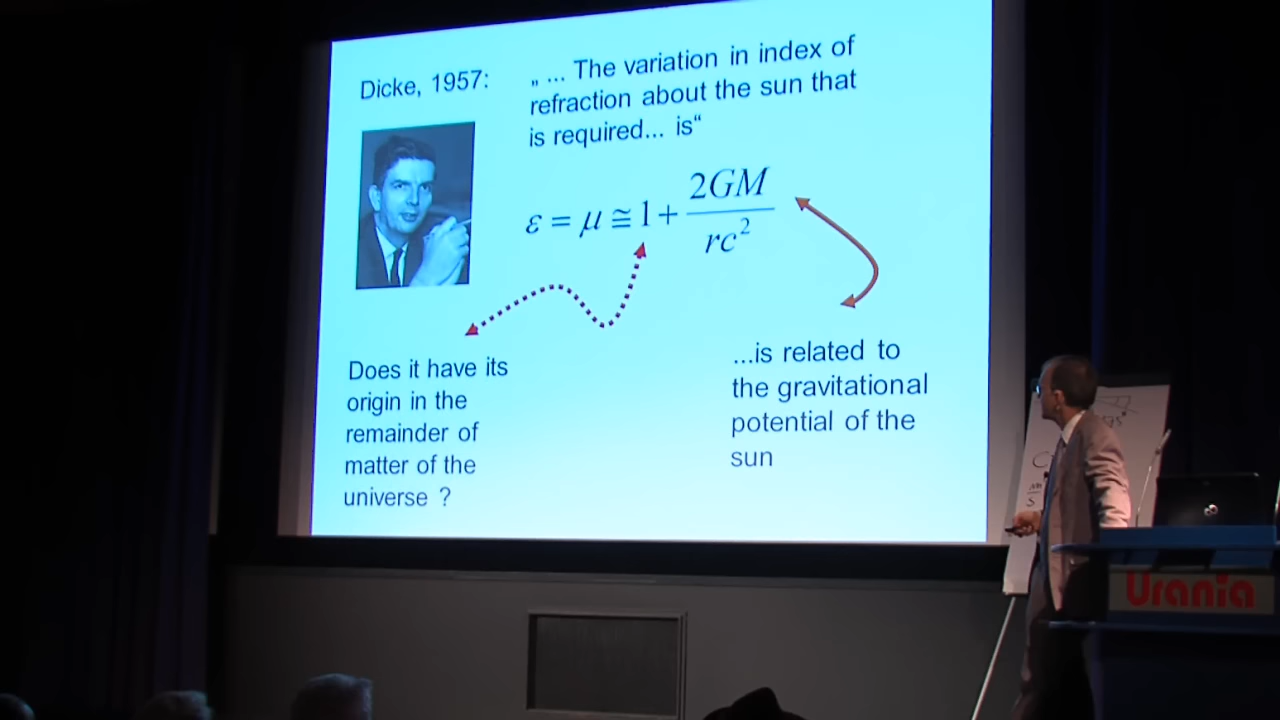 Dicke, 1957:
„ ... The variation in index of
refraction about the sun that
is required... is“
ε = μ ≅ 1 + 2GM / rc²
Does it have its
origin in the
remainder of
matter of the
universe ?
...is related to
the gravitational
potential of the
sun
Urania